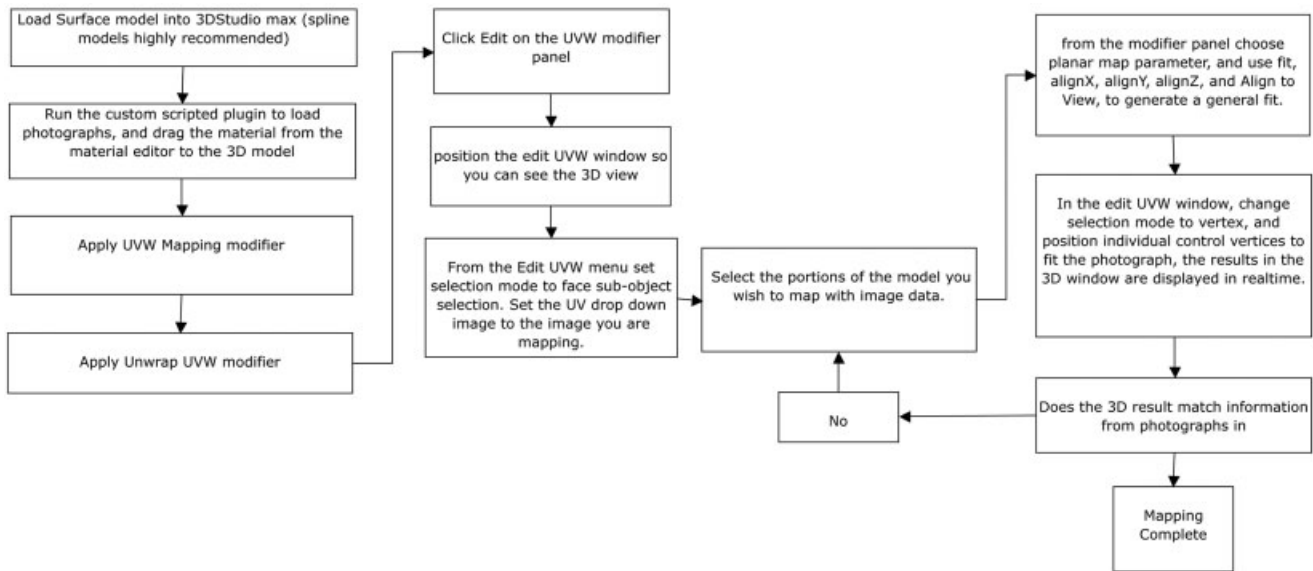 Load Surface model into 3DStudio max (spline
models highly recommended)
Run the custom scripted plugin to load
photographs, and drag the material from the
material editor to the 3D model
Apply UVW Mapping modifier
Apply Unwrap UVW modifier
Click Edit on the UVW modifier
panel
position the edit UVW window so
you can see the 3D view
From the Edit UVW menu set
selection mode to face sub-object
selection. Set the UV drop down
image to the image you are
mapping.
Select the portions of the model you
wish to map with image data.
from the modifier panel choose
planar map parameter, and use fit,
alignX, alignY, alignZ, and Align to
View, to generate a general fit.
In the edit UVW window, change
selection mode to vertex, and
position individual control vertices to
fit the photograph, the results in the
3D window are displayed in realtime.
Does the 3D result match information
from photographs in
No
Mapping
Complete